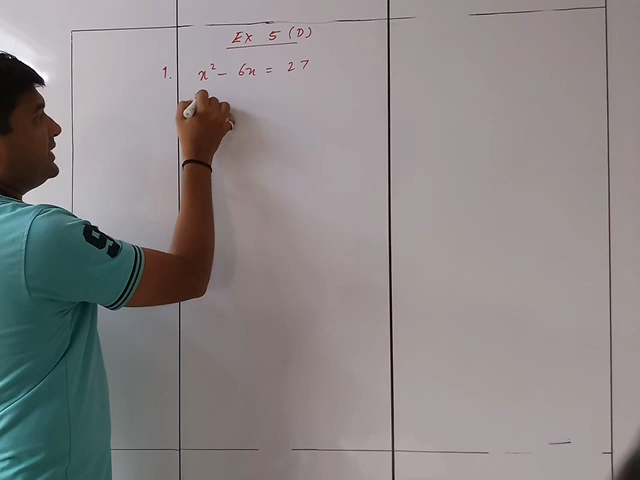 Ex 5 (D)
1. x² - 6x = 27